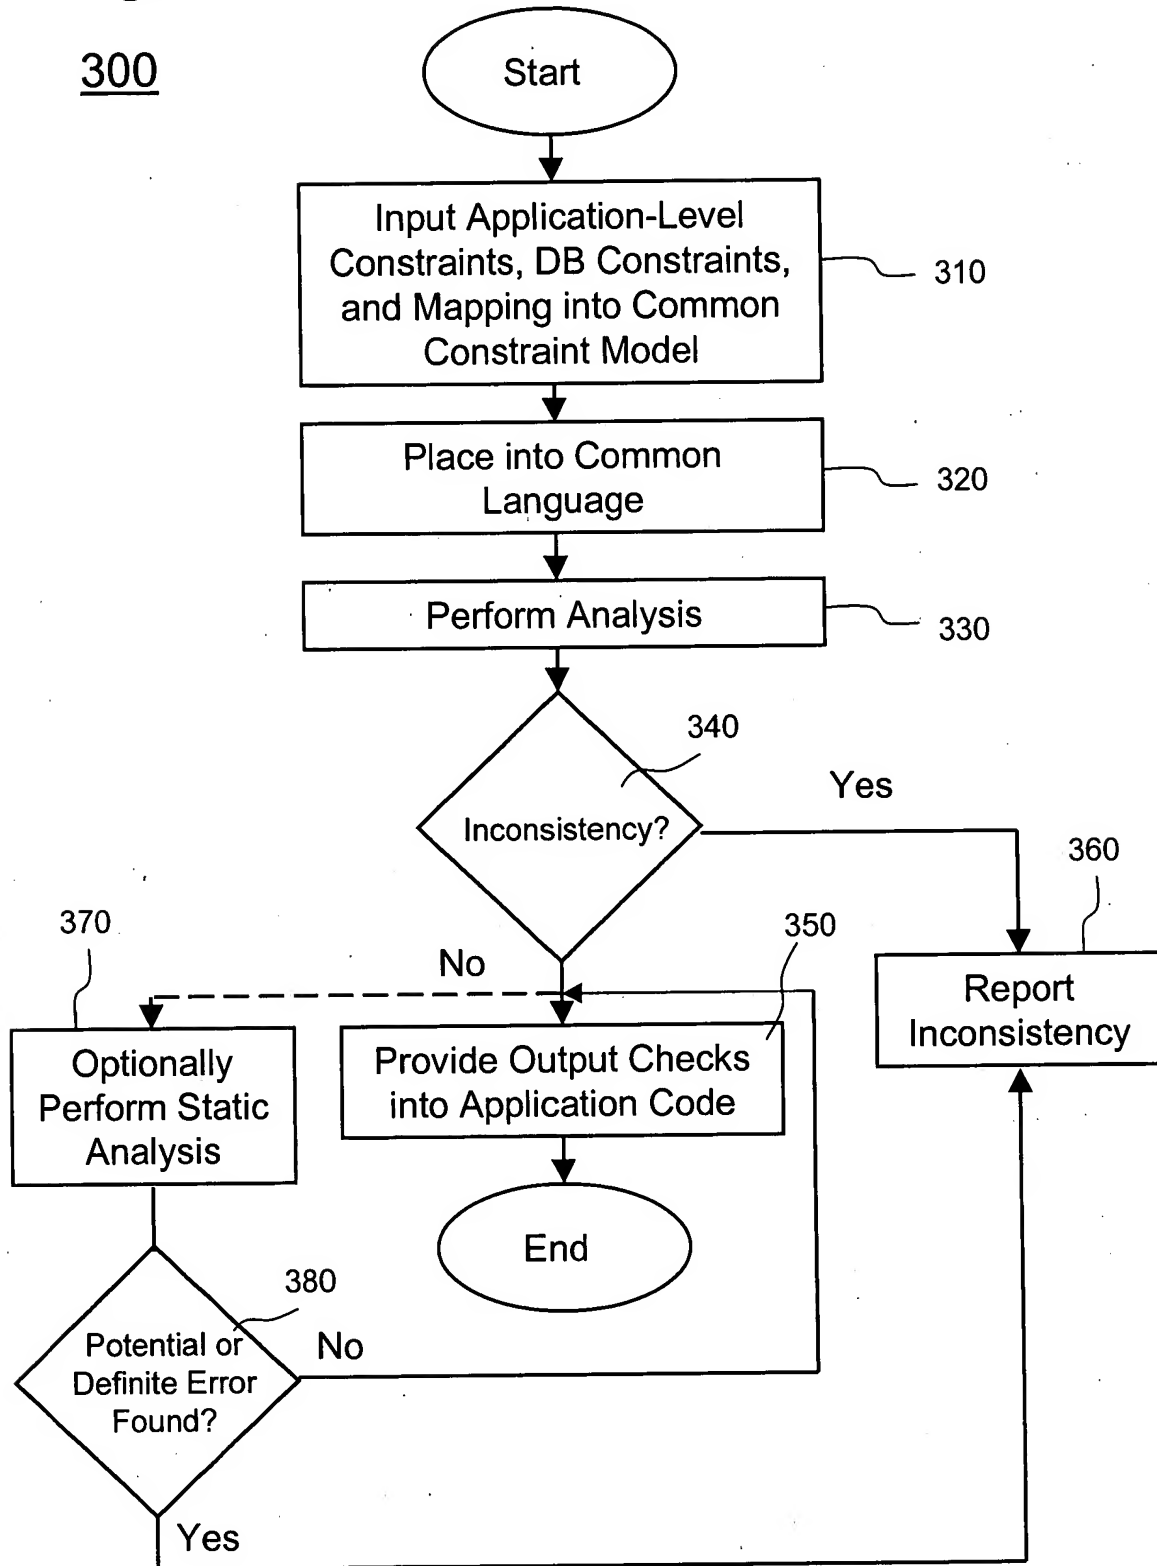 300
Start
Input Application-Level
Constraints, DB Constraints,
and Mapping into Common
Constraint Model
310
Place into Common
Language
320
Perform Analysis
330
340
Inconsistency?
Yes
360
Report
Inconsistency
No
350
Provide Output Checks
into Application Code
370
Optionally
Perform Static
Analysis
End
380
Potential or
Definite Error
Found?
No
Yes